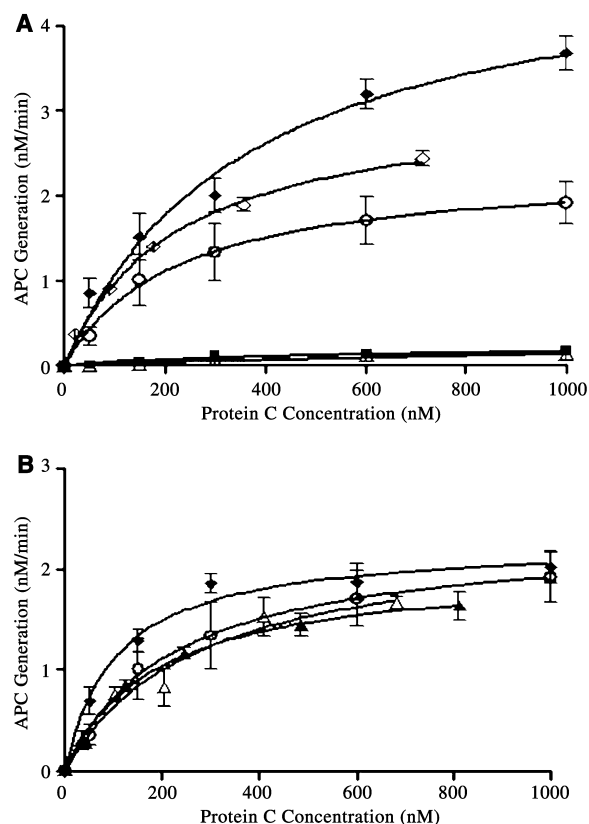 A
4
3
2
1
0
APC Generation (nM/min)
0 200 400 600 800 1000
Protein C Concentration (nM)
B
3
2
1
0
APC Generation (nM/min)
0 200 400 600 800 1000
Protein C Concentration (nM)